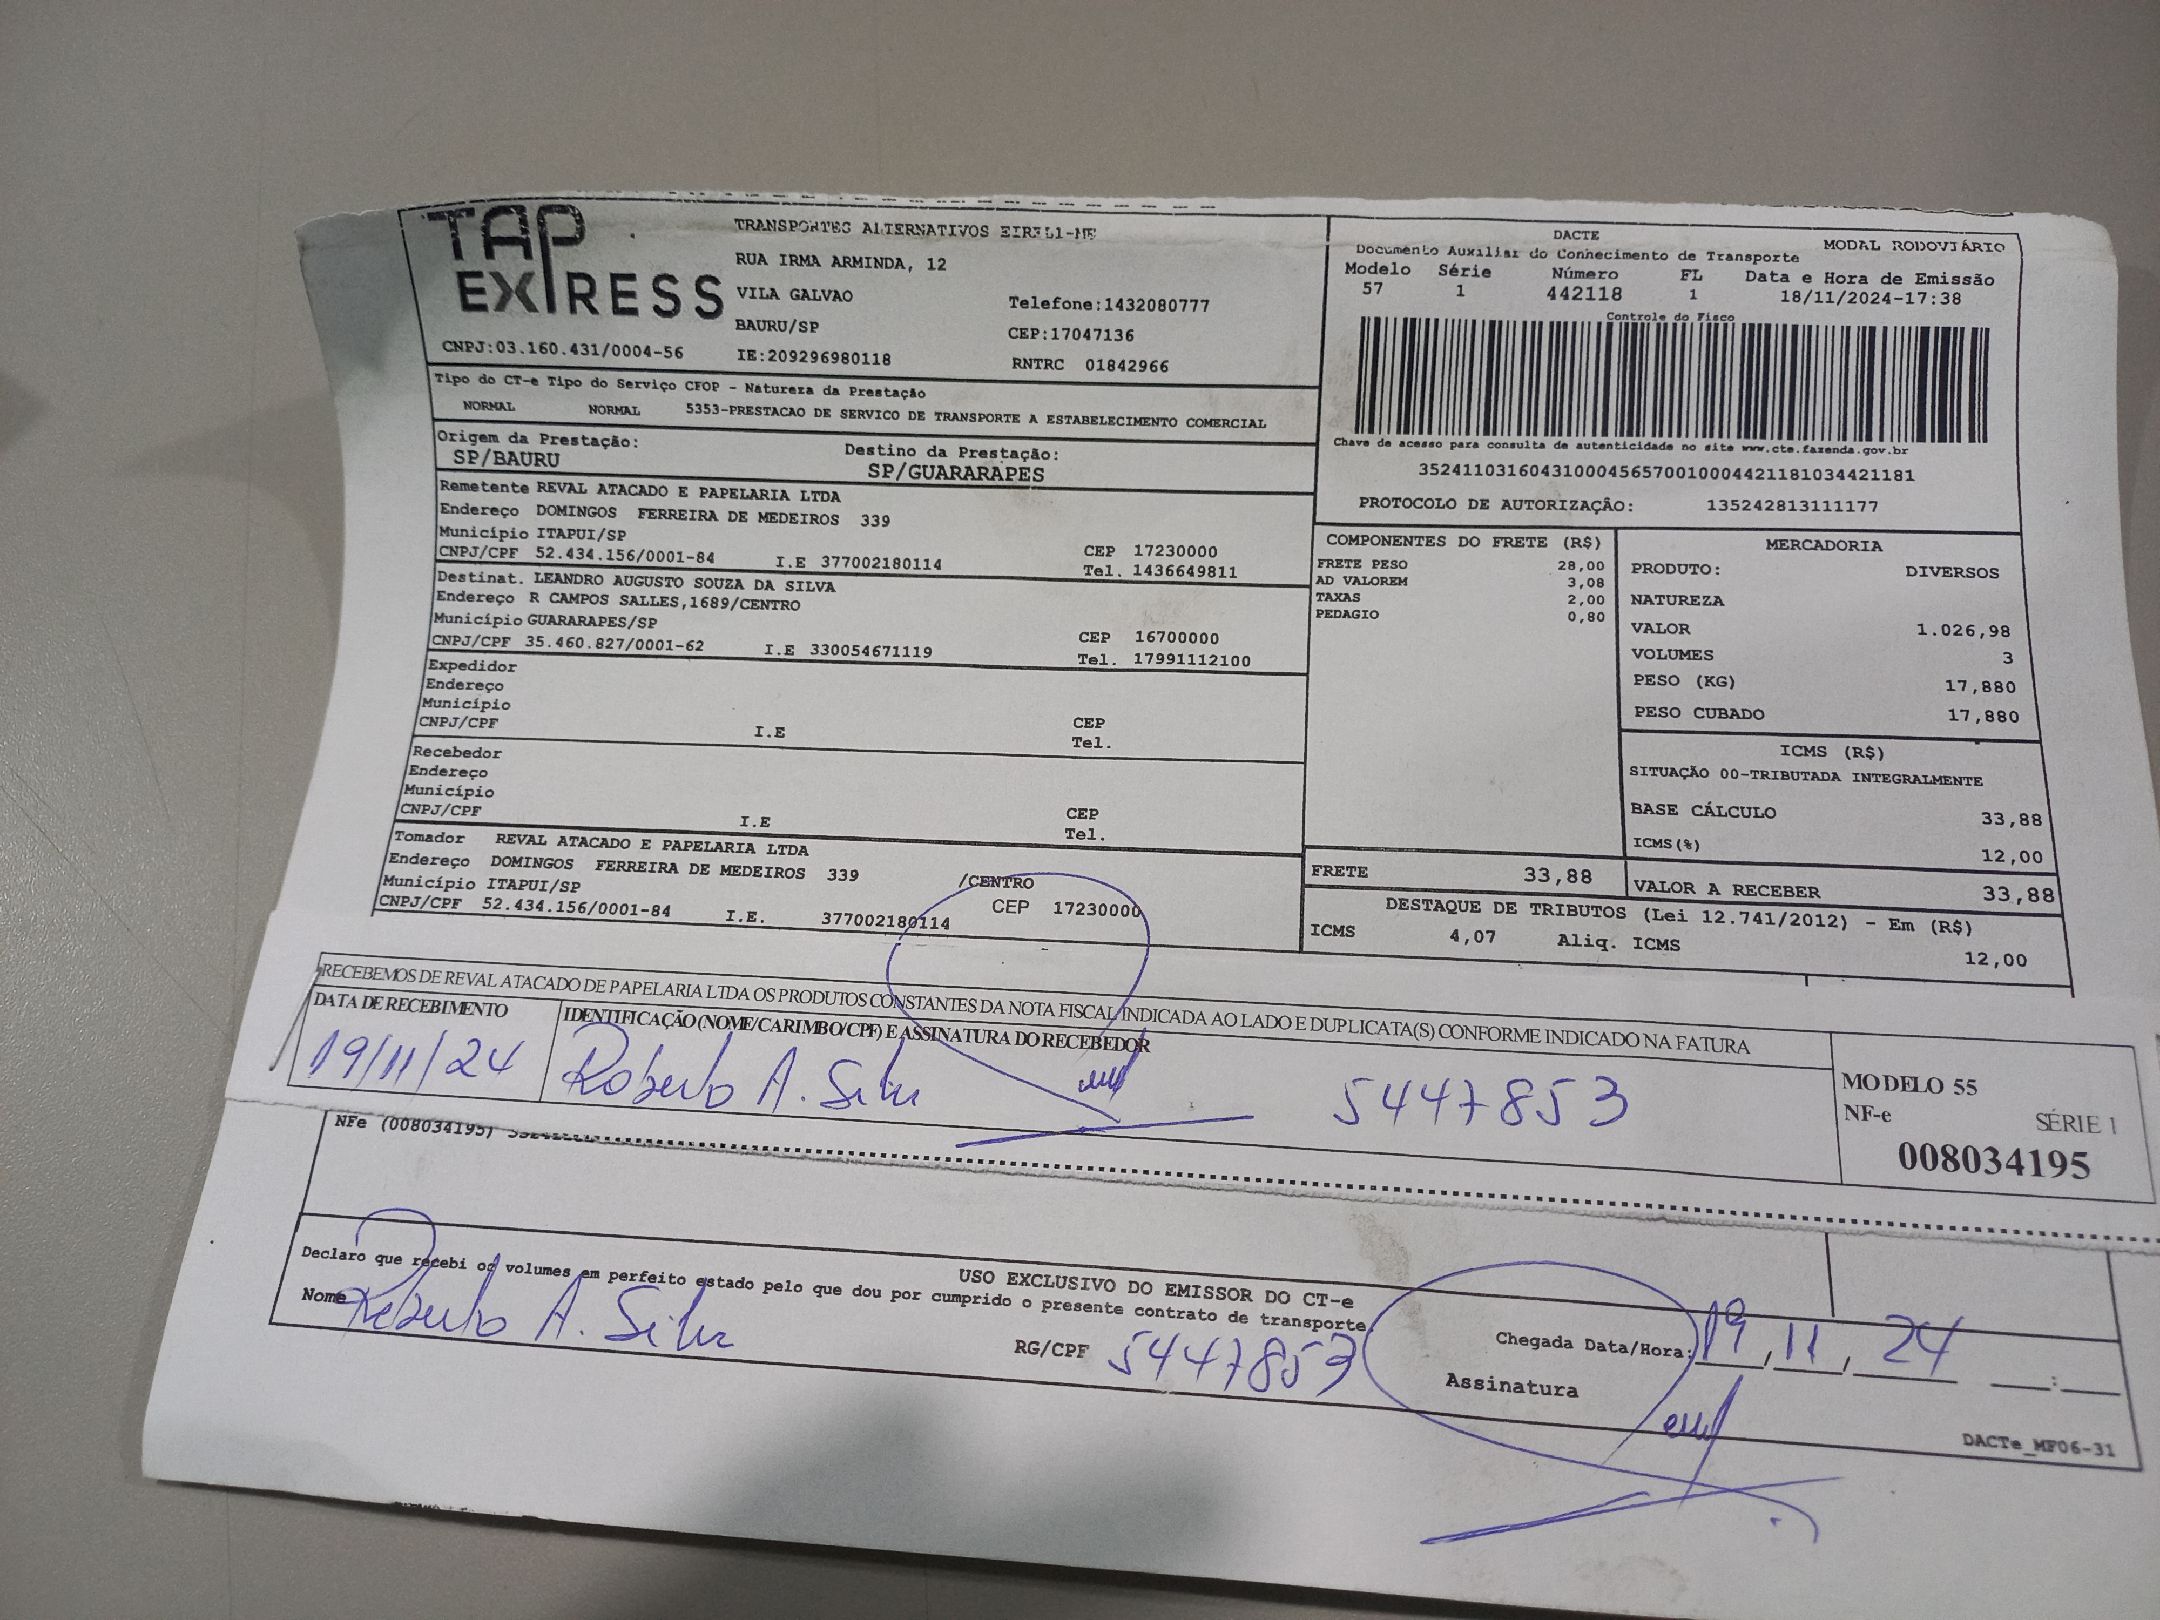 TAP EXPRESS
CNPJ:03.160.431/0004-56
TRANSPORTES ALTERNATIVOS EIRELI-ME
RUA IRMA ARMINDA, 12
VILA GALVAO Telefone:1432080777
BAURU/SP CEP:17047136
IE:209296980118 RNTRC 01842966
DACTE MODAL RODOVIÁRIO
Documento Auxiliar do Conhecimento de Transporte
Modelo Série Número FL Data e Hora de Emissão
57 1 442118 1 18/11/2024-17:38
Controle do Fisco
Chave de acesso para consulta de autenticidade no site www.cte.fazenda.gov.br
35241103160431000456570010004421181034421181
PROTOCOLO DE AUTORIZAÇÃO: 135242813111177
Tipo do CT-e Tipo do Serviço CFOP - Natureza da Prestação
NORMAL NORMAL 5353-PRESTACAO DE SERVICO DE TRANSPORTE A ESTABELECIMENTO COMERCIAL
Origem da Prestação: Destino da Prestação:
SP/BAURU SP/GUARARAPES
Remetente REVAL ATACADO E PAPELARIA LTDA
Endereço DOMINGOS FERREIRA DE MEDEIROS 339
Município ITAPUI/SP CEP 17230000
CNPJ/CPF 52.434.156/0001-84 I.E 377002180114 Tel. 1436649811
Destinat. LEANDRO AUGUSTO SOUZA DA SILVA
Endereço R CAMPOS SALLES,1689/CENTRO
Município GUARARAPES/SP CEP 16700000
CNPJ/CPF 35.460.827/0001-62 I.E 330054671119 Tel. 17991112100
Expedidor
Endereço
Município CEP
CNPJ/CPF I.E Tel.
Recebedor
Endereço
Município CEP
CNPJ/CPF I.E Tel.
Tomador REVAL ATACADO E PAPELARIA LTDA
Endereço DOMINGOS FERREIRA DE MEDEIROS 339 /CENTRO
Município ITAPUI/SP CEP 17230000
CNPJ/CPF 52.434.156/0001-84 I.E. 377002180114
COMPONENTES DO FRETE (R$)
FRETE PESO 28,00
AD VALOREM 3,08
TAXAS 2,00
PEDAGIO 0,80
MERCADORIA
PRODUTO: DIVERSOS
NATUREZA
VALOR 1.026,98
VOLUMES 3
PESO (KG) 17,880
PESO CUBADO 17,880
ICMS (R$)
SITUAÇÃO 00-TRIBUTADA INTEGRALMENTE
BASE CÁLCULO 33,88
ICMS(%) 12,00
FRETE 33,88 VALOR A RECEBER 33,88
DESTAQUE DE TRIBUTOS (Lei 12.741/2012) - Em (R$)
ICMS 4,07 Aliq. ICMS 12,00
RECEBEMOS DE REVAL ATACADO DE PAPELARIA LTDA OS PRODUTOS CONSTANTES DA NOTA FISCAL INDICADA AO LADO E DUPLICATA(S) CONFORME INDICADO NA FATURA
DATA DE RECEBIMENTO IDENTIFICAÇÃO (NOME/CARIMBO/CPF) E ASSINATURA DO RECEBEDOR
19/11/24 Roberto A. Silva 5447853
MODELO 55
NF-e SÉRIE 1
008034195
NFe (008034195)
USO EXCLUSIVO DO EMISSOR DO CT-e
Declaro que recebi os volumes em perfeito estado pelo que dou por cumprido o presente contrato de transporte.
Nome Roberto A. Silva RG/CPF 5447853
Chegada Data/Hora: 19, 11, 24 :
Assinatura
DACTe_MF06-31